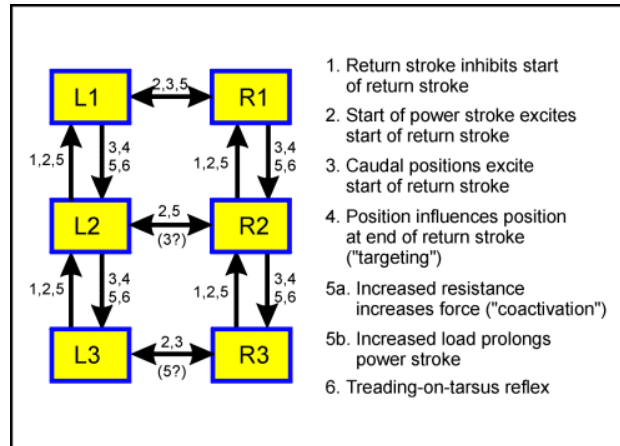 L1
2,3,5
R1
1,2,5
3,4
5,6
1,2,5
3,4
5,6
L2
2,5
(3?)
R2
1,2,5
3,4
5,6
1,2,5
3,4
5,6
L3
2,3
(5?)
R3
1. Return stroke inhibits start
of return stroke
2. Start of power stroke excites
start of return stroke
3. Caudal positions excite
start of return stroke
4. Position influences position
at end of return stroke
("targeting")
5a. Increased resistance
increases force ("coactivation")
5b. Increased load prolongs
power stroke
6. Treading-on-tarsus reflex